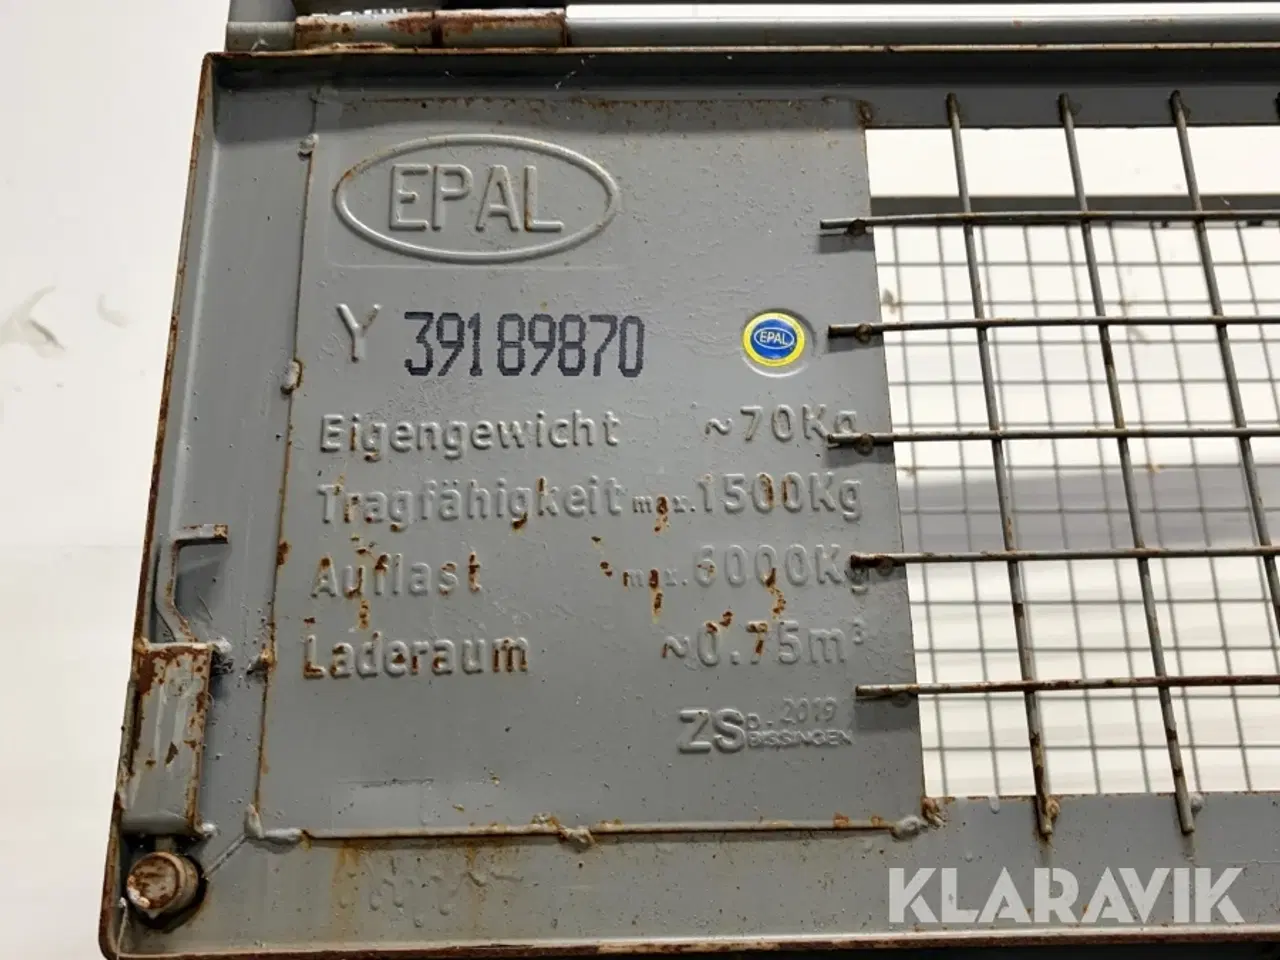 EPAL
Y 39189870
EPAL
Eigengewicht ~70Kg
Tragfähigkeit max. 1500Kg
Auflast max. 6000Kg
Laderaum ~0.75m³
ZS D. 2019
BISSINGEN
KLARAVIK